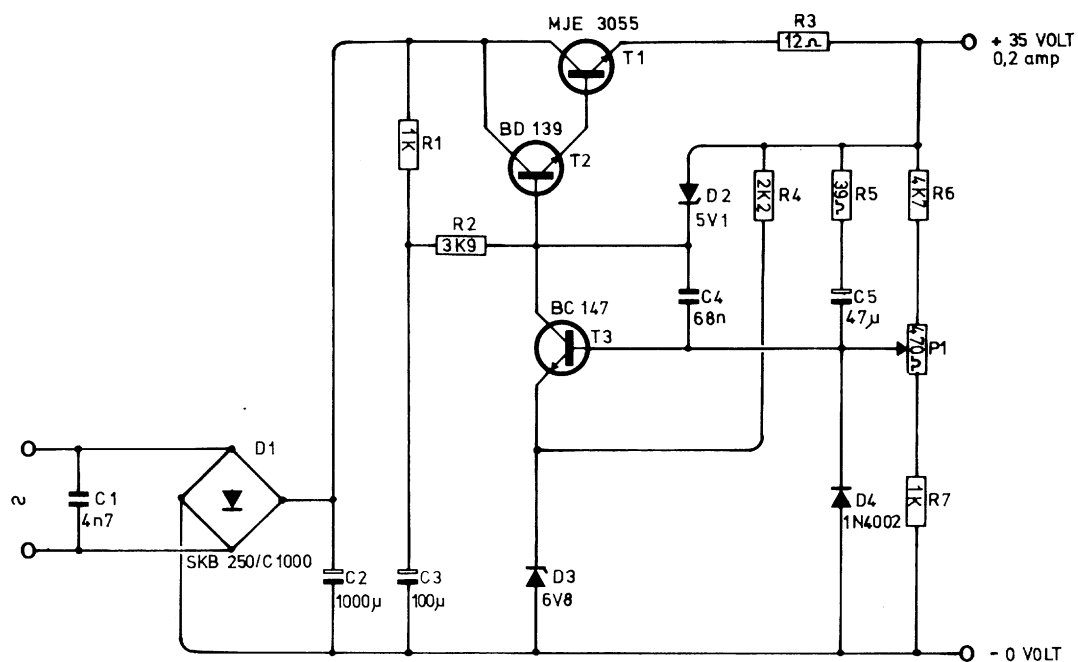 MJE 3055
T1
R3
12Ω
+ 35 VOLT
0,2 amp
1K
R1
BD 139
T2
D2
5V1
2K2
R4
39Ω
R5
4K7
R6
R2
3K9
C4
68n
C5
47µ
BC 147
T3
470Ω
P1
D1
C1
4n7
SKB 250/C1000
D4
1N4002
1K
R7
C2
1000µ
C3
100µ
D3
6V8
- 0 VOLT